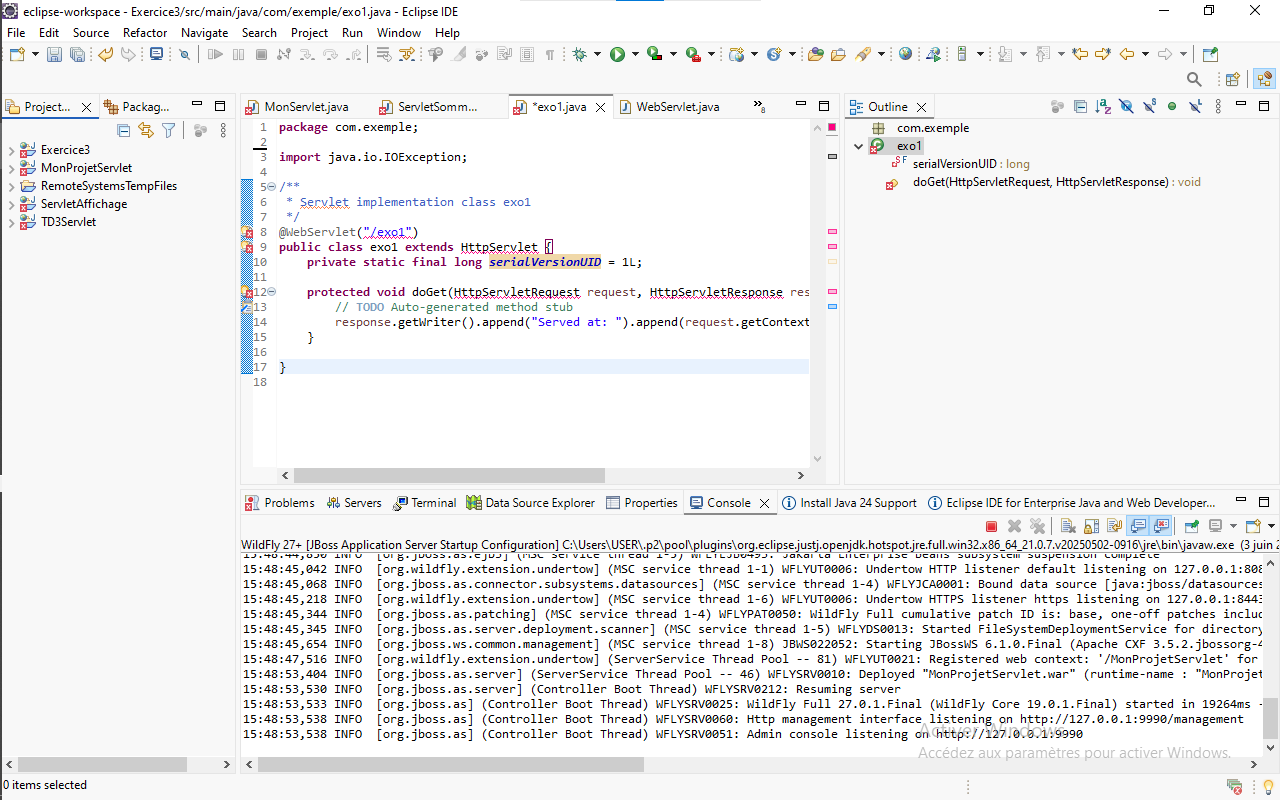 eclipse-workspace - Exercice3/src/main/java/com/exemple/exo1.java - Eclipse IDE
File Edit Source Refactor Navigate Search Project Run Window Help
Project... Packag...
Exercice3
MonProjetServlet
RemoteSystemsTempFiles
ServletAffichage
TD3Servlet
MonServlet.java ServletSomm... *exo1.java WebServlet.java »8
1 package com.exemple;
2
3 import java.io.IOException;
4
5 /**
6 * Servlet implementation class exo1
7 */
8 @WebServlet("/exo1")
9 public class exo1 extends HttpServlet {
10 private static final long serialVersionUID = 1L;
11
12 protected void doGet(HttpServletRequest request, HttpServletResponse res
13 // TODO Auto-generated method stub
14 response.getWriter().append("Served at: ").append(request.getContext
15 }
16
17 }
18
Outline
com.exemple
exo1
serialVersionUID : long
doGet(HttpServletRequest, HttpServletResponse) : void
Problems Servers Terminal Data Source Explorer Properties Console Install Java 24 Support Eclipse IDE for Enterprise Java and Web Developer...
WildFly 27+ [JBoss Application Server Startup Configuration] C:\Users\USER\.p2\pool\plugins\org.eclipse.justj.openjdk.hotspot.jre.full.win32.x86_64_21.0.7.v20250502-0916\jre\bin\javaw.exe (3 juin 2
15:48:45,042 INFO [org.wildfly.extension.undertow] (MSC service thread 1-1) WFLYUT0006: Undertow HTTP listener default listening on 127.0.0.1:808
15:48:45,068 INFO [org.jboss.as.connector.subsystems.datasources] (MSC service thread 1-4) WFLYJCA0001: Bound data source [java:jboss/datasources
15:48:45,218 INFO [org.wildfly.extension.undertow] (MSC service thread 1-6) WFLYUT0006: Undertow HTTPS listener https listening on 127.0.0.1:8443
15:48:45,344 INFO [org.jboss.as.patching] (MSC service thread 1-4) WFLYPAT0050: WildFly Full cumulative patch ID is: base, one-off patches includ
15:48:45,345 INFO [org.jboss.as.server.deployment.scanner] (MSC service thread 1-5) WFLYDS0013: Started FileSystemDeploymentService for directory
15:48:45,654 INFO [org.jboss.ws.common.management] (MSC service thread 1-8) JBWS022052: Starting JBossWS 6.1.0.Final (Apache CXF 3.5.2.jbossorg-4
15:48:47,516 INFO [org.wildfly.extension.undertow] (ServerService Thread Pool -- 81) WFLYUT0021: Registered web context: '/MonProjetServlet' for
15:48:53,404 INFO [org.jboss.as.server] (ServerService Thread Pool -- 46) WFLYSRV0010: Deployed "MonProjetServlet.war" (runtime-name : "MonProjet
15:48:53,530 INFO [org.jboss.as.server] (Controller Boot Thread) WFLYSRV0212: Resuming server
15:48:53,533 INFO [org.jboss.as] (Controller Boot Thread) WFLYSRV0025: WildFly Full 27.0.1.Final (WildFly Core 19.0.1.Final) started in 19264ms -
15:48:53,538 INFO [org.jboss.as] (Controller Boot Thread) WFLYSRV0060: Http management interface listening on http://127.0.0.1:9990/management
15:48:53,538 INFO [org.jboss.as] (Controller Boot Thread) WFLYSRV0051: Admin console listening on http://127.0.0.1:9990
Activer Windows
Accédez aux paramètres pour activer Windows.
0 items selected